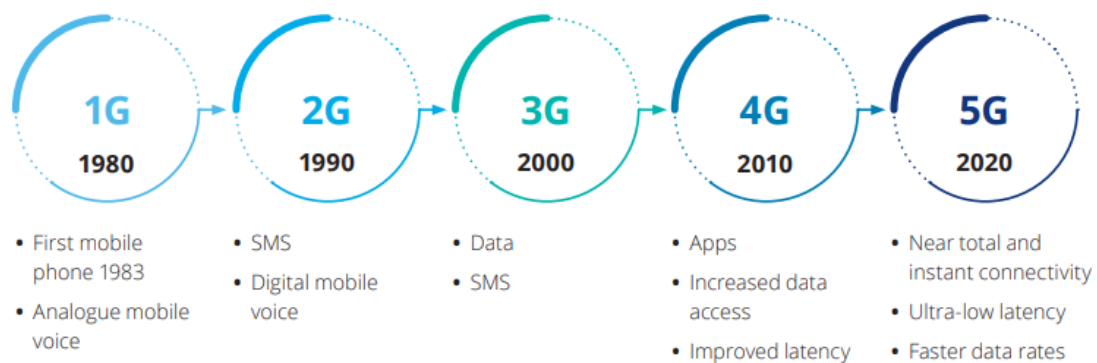 1G
1980
2G
1990
3G
2000
4G
2010
5G
2020
• First mobile
phone 1983
• Analogue mobile
voice
• SMS
• Digital mobile
voice
• Data
• SMS
• Apps
• Increased data
access
• Improved latency
• Near total and
instant connectivity
• Ultra-low latency
• Faster data rates